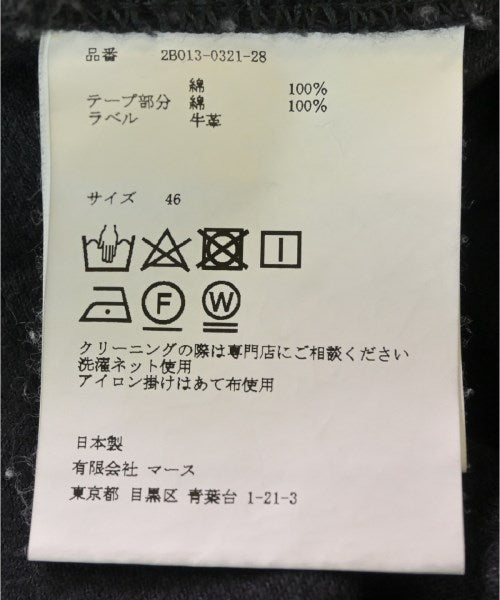 品番 2B013-0321-28
綿 100%
テープ部分 綿 100%
ラベル 牛革
サイズ 46
F W
クリーニングの際は専門店にご相談ください
洗濯ネット使用
アイロン掛けはあて布使用
日本製
有限会社 マース
東京都 目黒区 青葉台 1-21-3